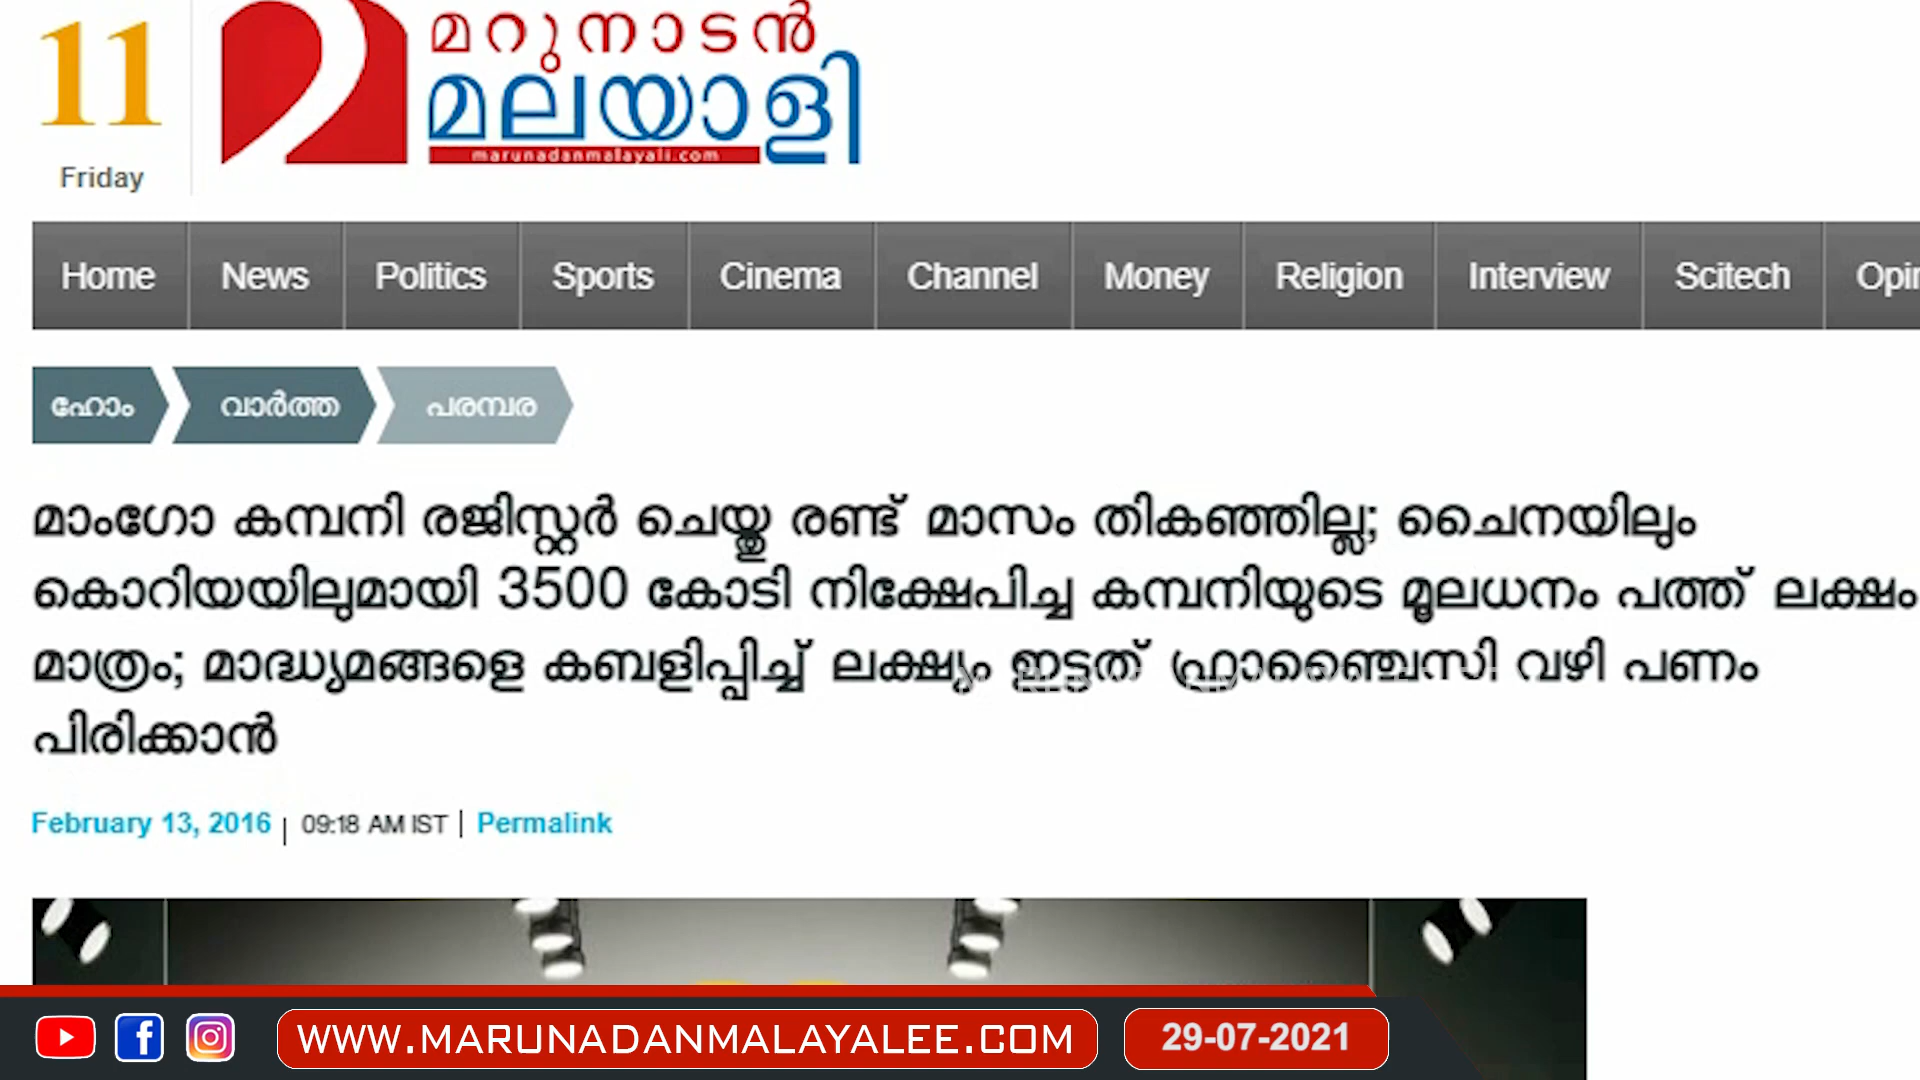 11
Friday
മറുനാടൻ
മലയാളി
marunadanmalayali.com
Home News Politics Sports Cinema Channel Money Religion Interview Scitech
ഹോം വാർത്ത പരമ്പര
മാംഗോ കമ്പനി രജിസ്റ്റർ ചെയ്തു രണ്ട് മാസം തികഞ്ഞില്ല; ചൈനയിലും
കൊറിയയിലുമായി 3500 കോടി നിക്ഷേപിച്ച കമ്പനിയുടെ മൂലധനം പത്ത് ലക്ഷം
മാത്രം; മാദ്ധ്യമങ്ങളെ കബളിപ്പിച്ച് ലക്ഷ്യം ഇടത് ഫ്രാഞ്ചൈസി വഴി പണം
പിരിക്കാൻ
February 13, 2016 | 09:18 AM IST | Permalink
WWW.MARUNADANMALAYALEE.COM 29-07-2021